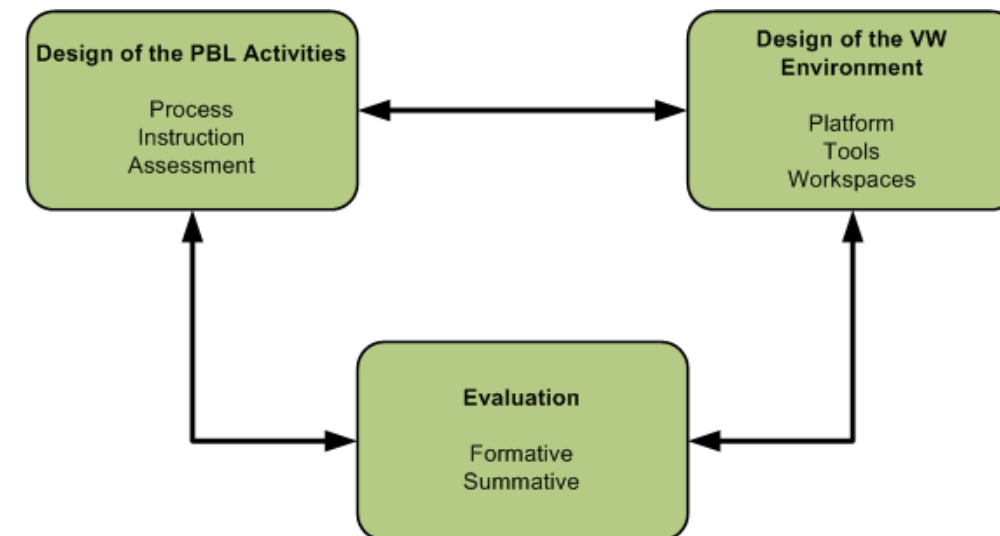 Design of the PBL Activities
Process
Instruction
Assessment
Design of the VW
Environment
Platform
Tools
Workspaces
Evaluation
Formative
Summative